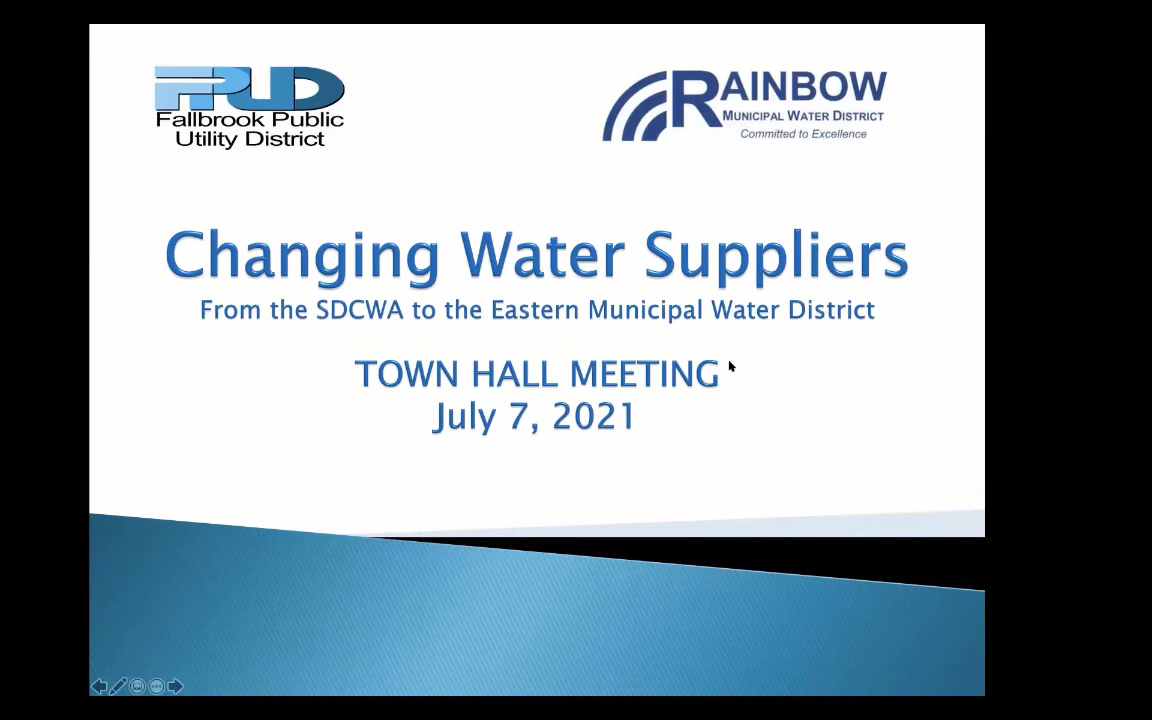 FPUD
Fallbrook Public
Utility District
RAINBOW
MUNICIPAL WATER DISTRICT
Committed to Excellence
Changing Water Suppliers
From the SDCWA to the Eastern Municipal Water District
TOWN HALL MEETING
July 7, 2021